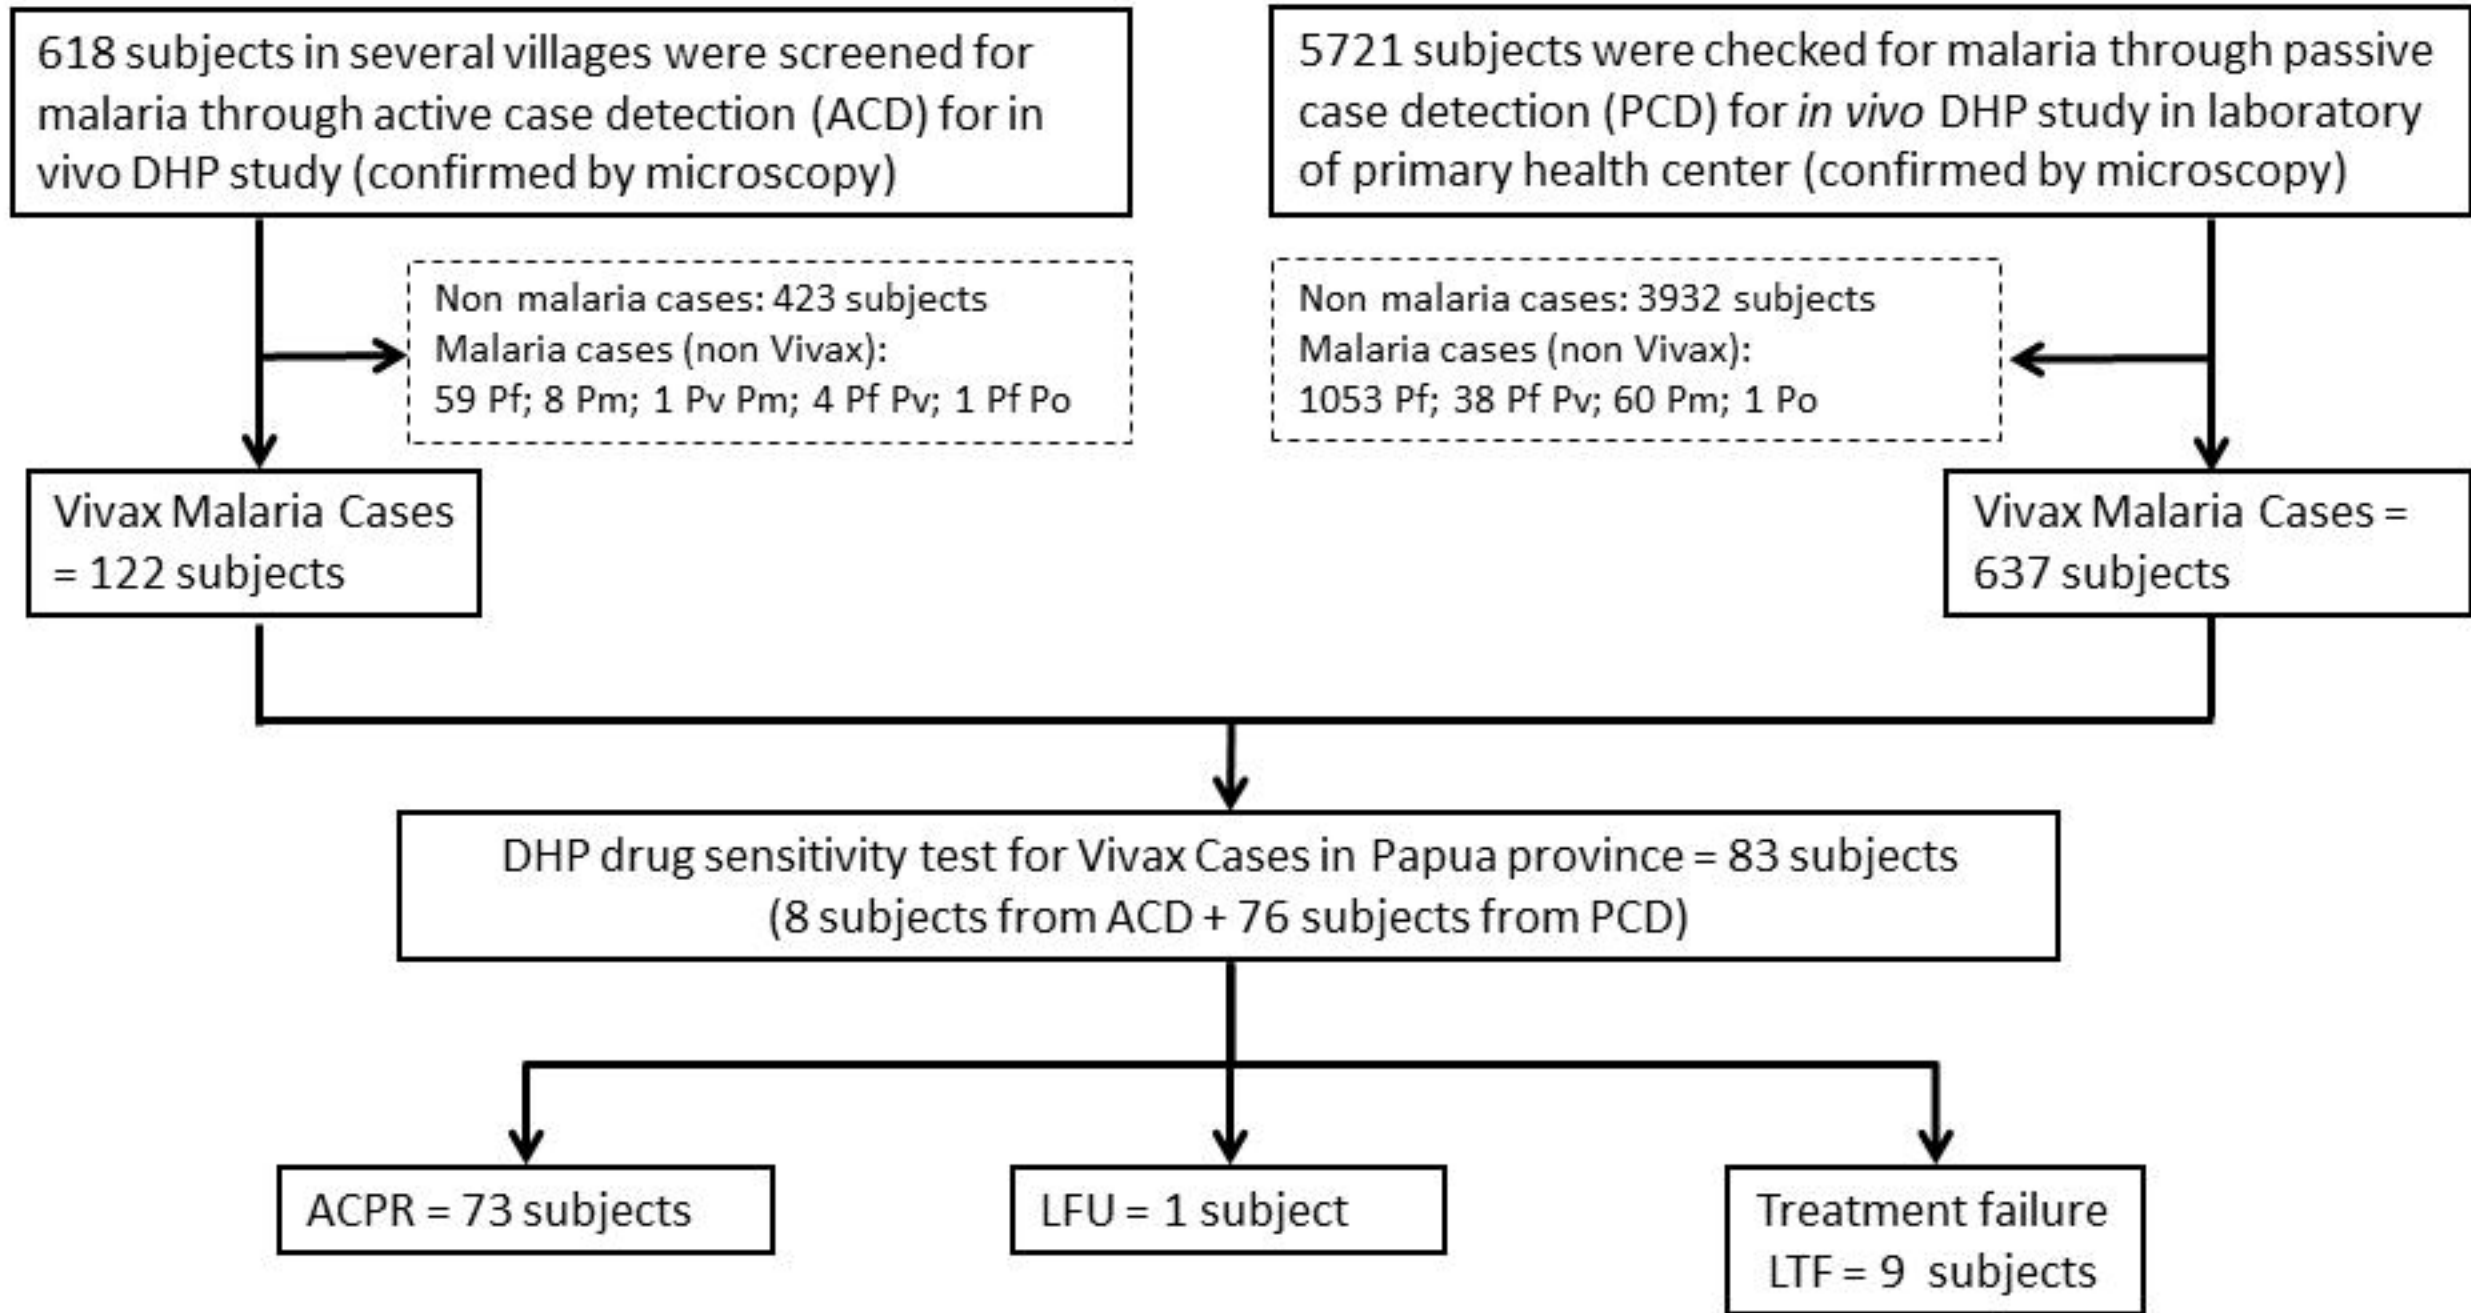 618 subjects in several villages were screened for
malaria through active case detection (ACD) for in
vivo DHP study (confirmed by microscopy)
5721 subjects were checked for malaria through passive
case detection (PCD) for in vivo DHP study in laboratory
of primary health center (confirmed by microscopy)
Non malaria cases: 423 subjects
Malaria cases (non Vivax):
59 Pf; 8 Pm; 1 Pv Pm; 4 Pf Pv; 1 Pf Po
Non malaria cases: 3932 subjects
Malaria cases (non Vivax):
1053 Pf; 38 Pf Pv; 60 Pm; 1 Po
Vivax Malaria Cases
= 122 subjects
Vivax Malaria Cases =
637 subjects
DHP drug sensitivity test for Vivax Cases in Papua province = 83 subjects
(8 subjects from ACD + 76 subjects from PCD)
ACPR = 73 subjects
LFU = 1 subject
Treatment failure
LTF = 9 subjects